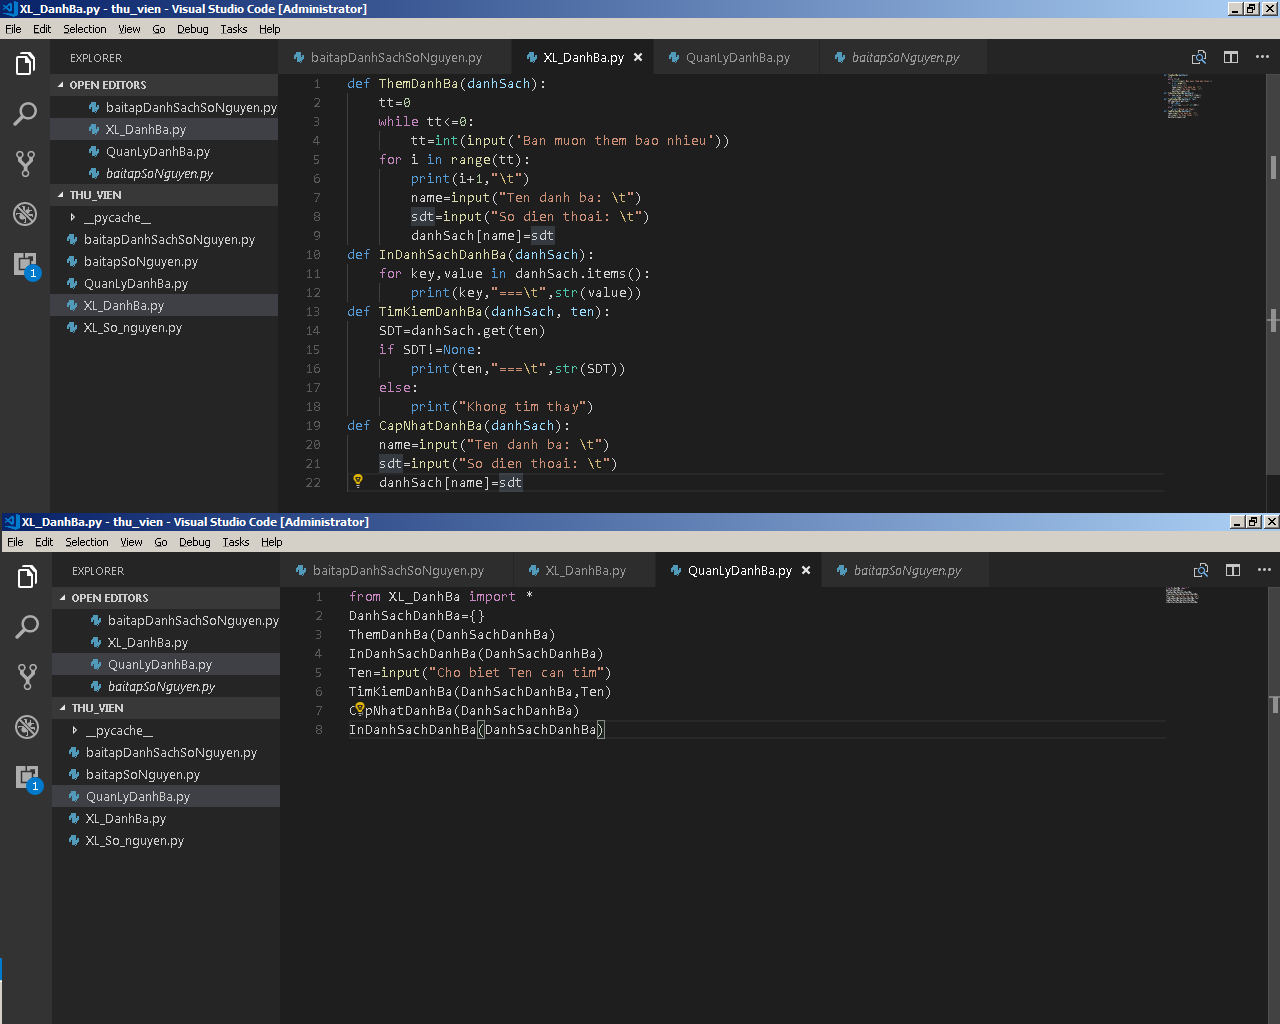 XL_DanhBa.py - thu_vien - Visual Studio Code [Administrator]
File Edit Selection View Go Debug Tasks Help
EXPLORER
OPEN EDITORS
baitapDanhSachSoNguyen.py
XL_DanhBa.py
QuanLyDanhBa.py
baitapSoNguyen.py
THU_VIEN
__pycache__
baitapDanhSachSoNguyen.py
baitapSoNguyen.py
QuanLyDanhBa.py
XL_DanhBa.py
XL_So_nguyen.py
1
baitapDanhSachSoNguyen.py XL_DanhBa.py QuanLyDanhBa.py baitapSoNguyen.py
1 def ThemDanhBa(danhSach):
2 tt=0
3 while tt<=0:
4 tt=int(input('Ban muon them bao nhieu'))
5 for i in range(tt):
6 print(i+1,"\t")
7 name=input("Ten danh ba: \t")
8 sdt=input("So dien thoai: \t")
9 danhSach[name]=sdt
10 def InDanhSachDanhBa(danhSach):
11 for key,value in danhSach.items():
12 print(key,"===\t",str(value))
13 def TimKiemDanhBa(danhSach, ten):
14 SDT=danhSach.get(ten)
15 if SDT!=None:
16 print(ten,"===\t",str(SDT))
17 else:
18 print("Khong tim thay")
19 def CapNhatDanhBa(danhSach):
20 name=input("Ten danh ba: \t")
21 sdt=input("So dien thoai: \t")
22 danhSach[name]=sdt
XL_DanhBa.py - thu_vien - Visual Studio Code [Administrator]
File Edit Selection View Go Debug Tasks Help
EXPLORER
OPEN EDITORS
baitapDanhSachSoNguyen.py
XL_DanhBa.py
QuanLyDanhBa.py
baitapSoNguyen.py
THU_VIEN
__pycache__
baitapDanhSachSoNguyen.py
baitapSoNguyen.py
QuanLyDanhBa.py
XL_DanhBa.py
XL_So_nguyen.py
1
baitapDanhSachSoNguyen.py XL_DanhBa.py QuanLyDanhBa.py baitapSoNguyen.py
1 from XL_DanhBa import *
2 DanhSachDanhBa={}
3 ThemDanhBa(DanhSachDanhBa)
4 InDanhSachDanhBa(DanhSachDanhBa)
5 Ten=input("Cho biet Ten can tim")
6 TimKiemDanhBa(DanhSachDanhBa,Ten)
7 CapNhatDanhBa(DanhSachDanhBa)
8 InDanhSachDanhBa(DanhSachDanhBa)